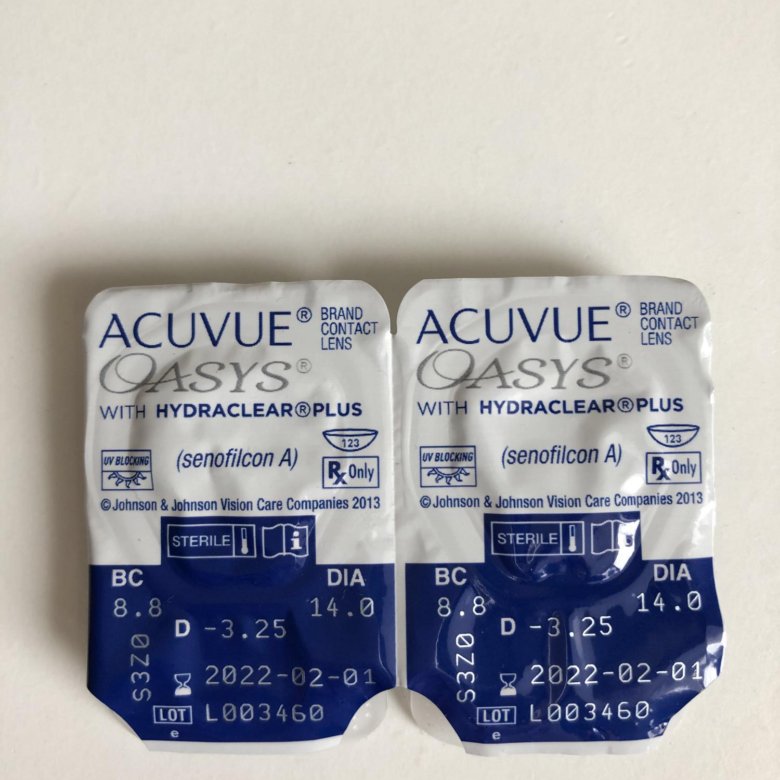 ACUVUE® BRAND
CONTACT
LENS
OASYS®
WITH HYDRACLEAR®PLUS
UV BLOCKING
(senofilcon A)
123
Rx Only
©Johnson & Johnson Vision Care Companies 2013
STERILE i
BC DIA
8.8 14.0
D -3.25
S3Z0
2022-02-01
LOT L003460
e
ACUVUE® BRAND
CONTACT
LENS
OASYS®
WITH HYDRACLEAR®PLUS
UV BLOCKING
(senofilcon A)
123
Rx Only
©Johnson & Johnson Vision Care Companies 2013
STERILE
BC DIA
8.8 14.0
D -3.25
S3Z0
2022-02-01
LOT L003460
e